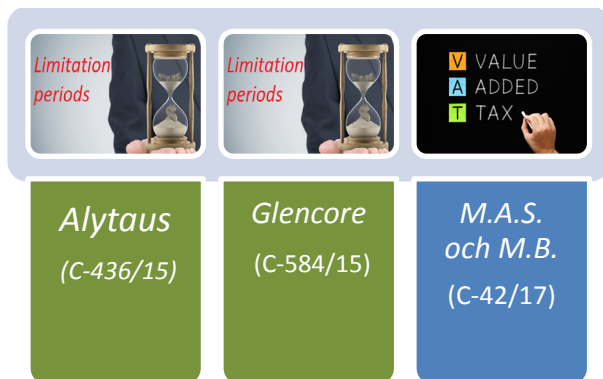 Limitation
periods
Limitation
periods
V VALUE
A ADDED
T TAX
Alytaus
(C-436/15)
Glencore
(C-584/15)
M.A.S.
och M.B.
(C-42/17)